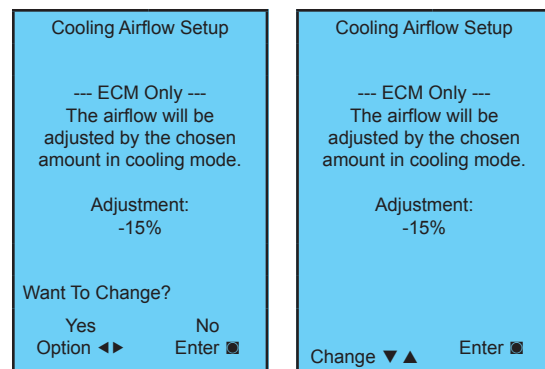 Cooling Airflow Setup
--- ECM Only ---
The airflow will be
adjusted by the chosen
amount in cooling mode.
Adjustment:
-15%
Want To Change?
Yes No
Option ◄► Enter ◙
Cooling Airflow Setup
--- ECM Only ---
The airflow will be
adjusted by the chosen
amount in cooling mode.
Adjustment:
-15%
Change ▼▲ Enter ◙